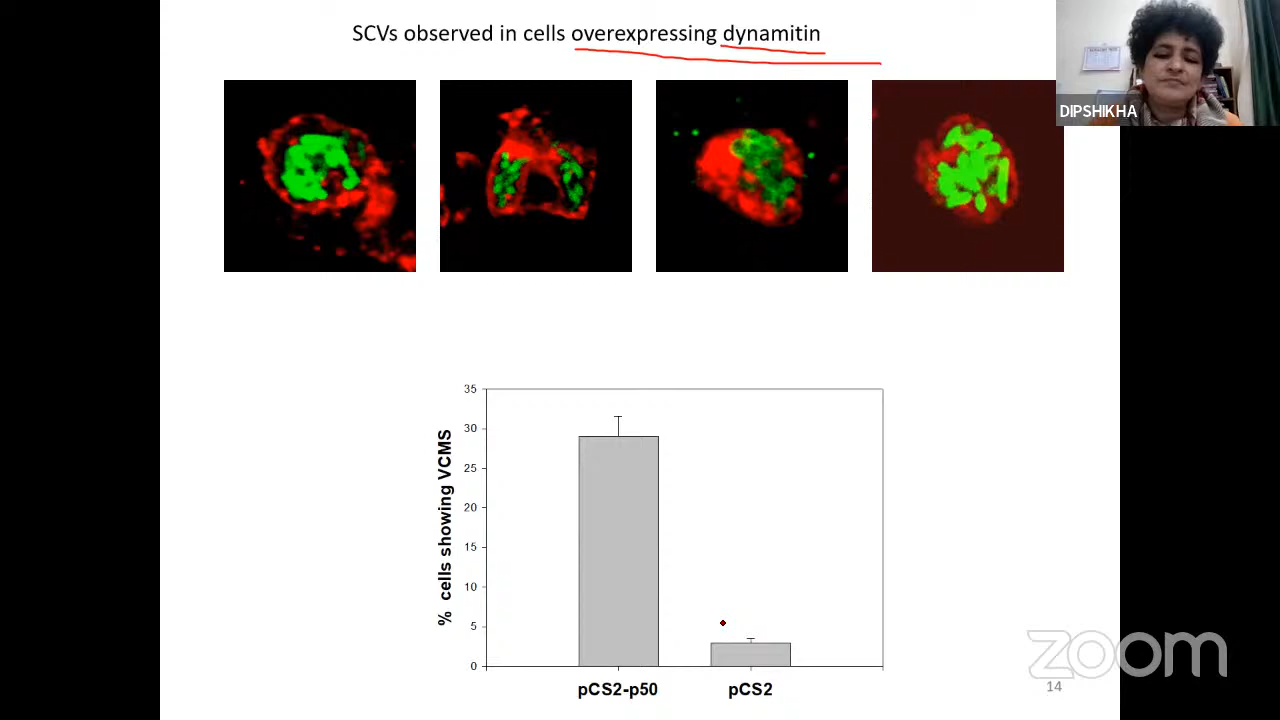 SCVs observed in cells overexpressing dynamitin
DIPSHIKHA
% cells showing VCMS
35
30
25
20
15
10
5
0
pCS2-p50
pCS2
zoom
14